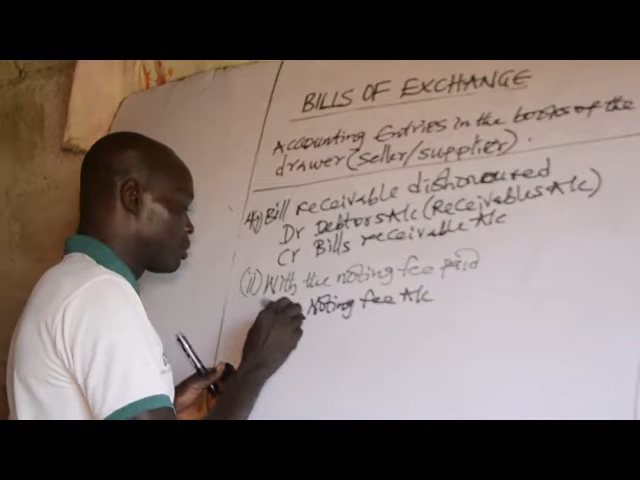 BILLS OF EXCHANGE
Accounting Entries in the books of the
drawer (seller/supplier).
4) Bill receivable dishonoured
Dr Debtors A/c (Receivables A/c)
Cr Bills receivable A/c
(ii) With the noting fee paid
Noting fee A/c